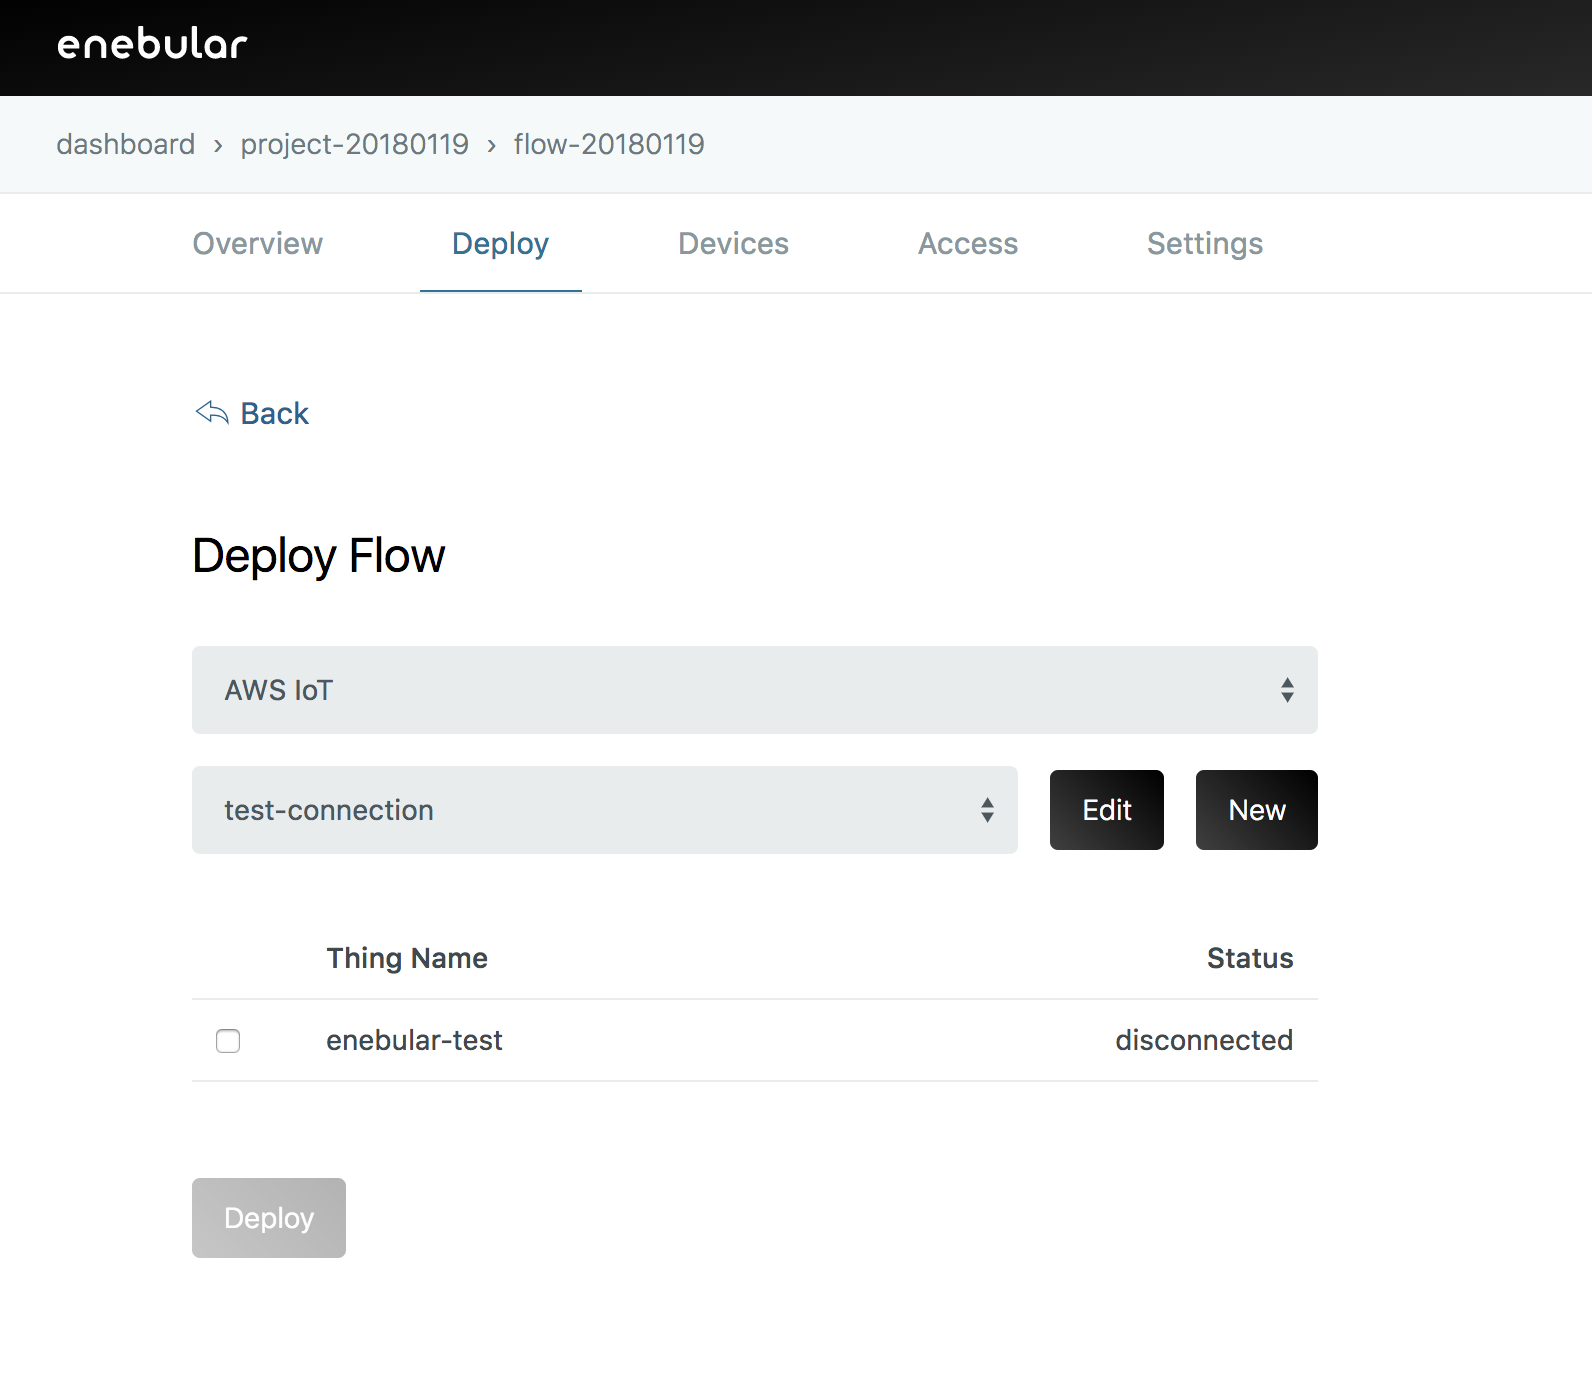 enebular
dashboard › project-20180119 › flow-20180119
Overview Deploy Devices Access Settings
Back
Deploy Flow
AWS IoT
test-connection Edit New
Thing Name Status
enebular-test disconnected
Deploy